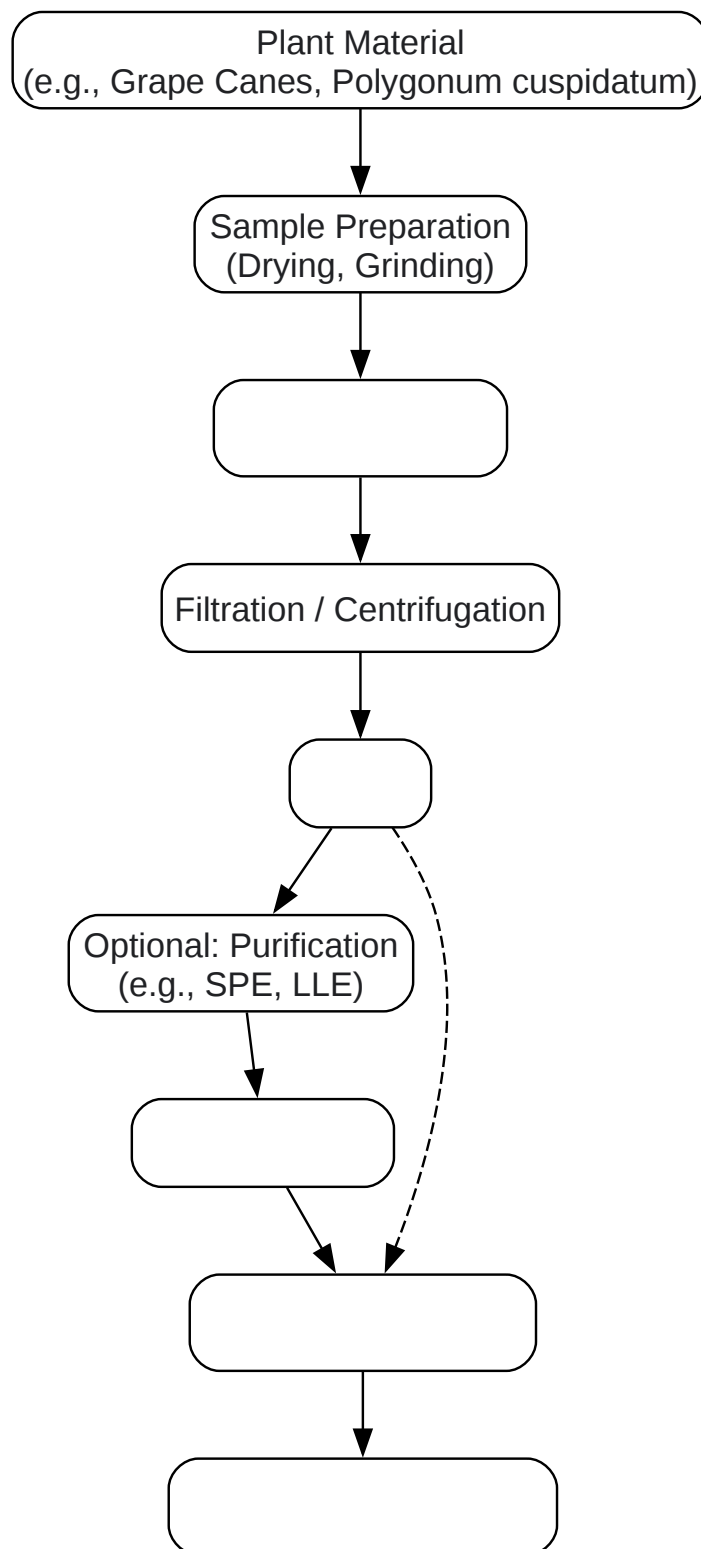 Plant Material
(e.g., Grape Canes, Polygonum cuspidatum)
Sample Preparation
(Drying, Grinding)
Filtration / Centrifugation
Optional: Purification
(e.g., SPE, LLE)